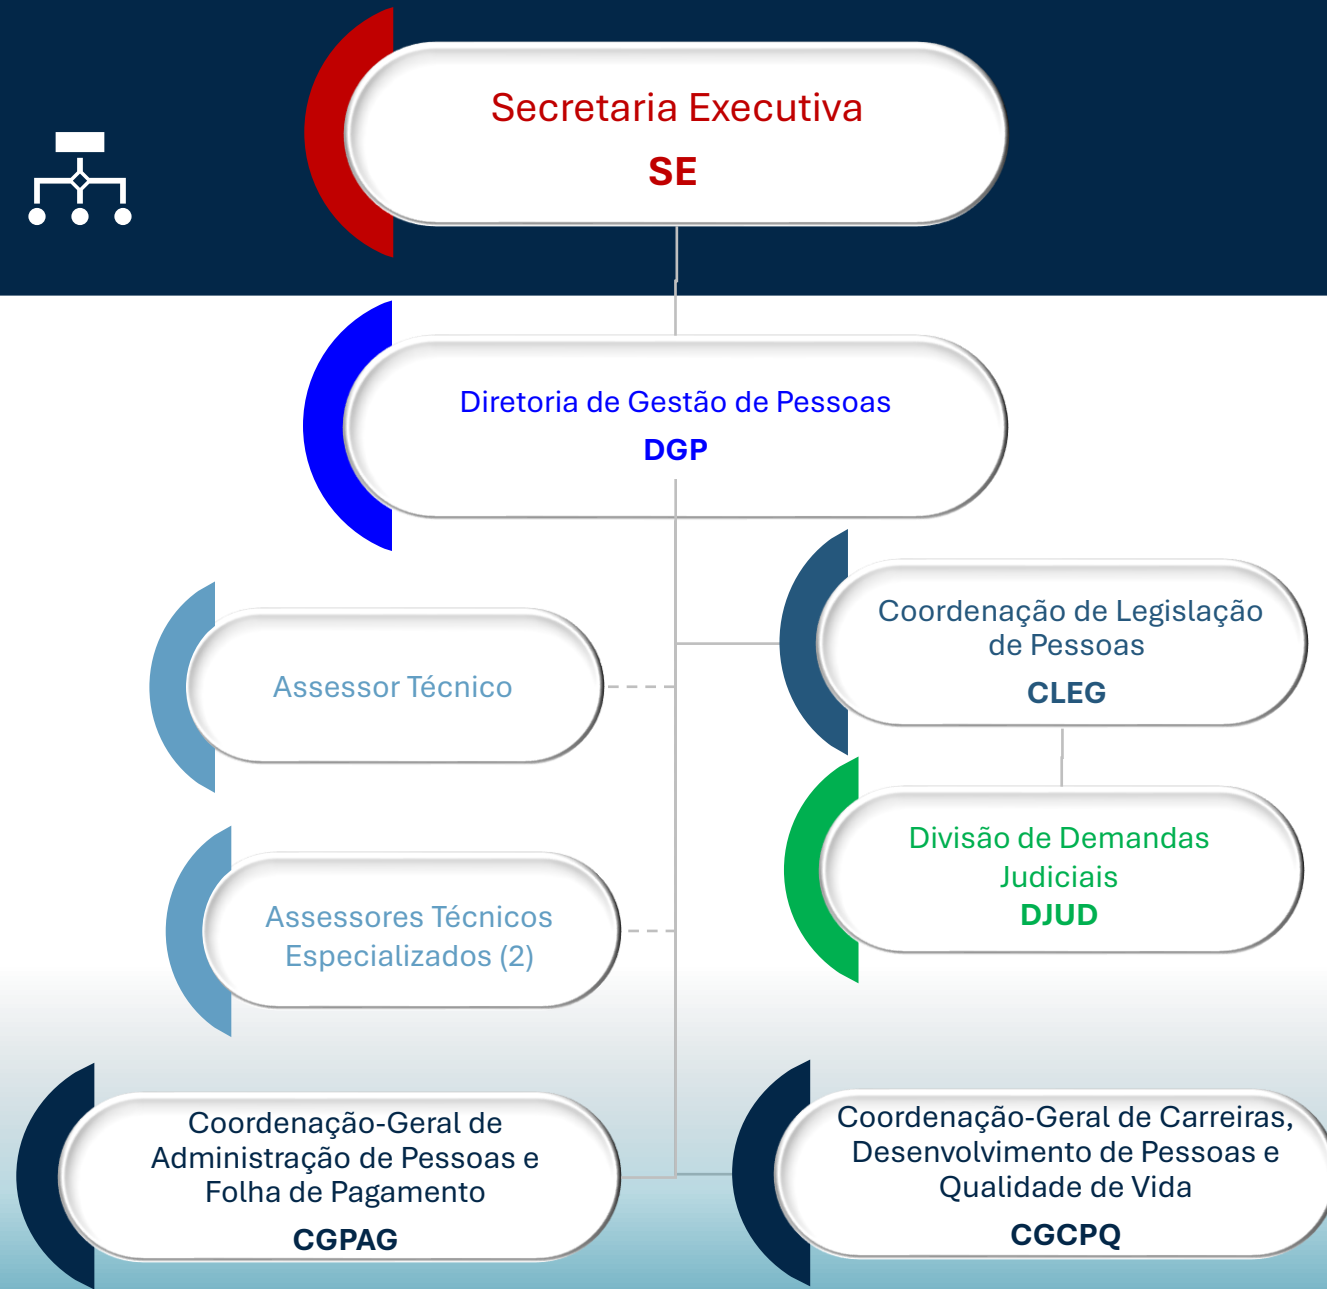 Secretaria Executiva
SE
Diretoria de Gestão de Pessoas
DGP
Assessor Técnico
Coordenação de Legislação
de Pessoas
CLEG
Divisão de Demandas
Judiciais
DJUD
Assessores Técnicos
Especializados (2)
Coordenação-Geral de
Administração de Pessoas e
Folha de Pagamento
CGPAG
Coordenação-Geral de Carreiras,
Desenvolvimento de Pessoas e
Qualidade de Vida
CGCPQ